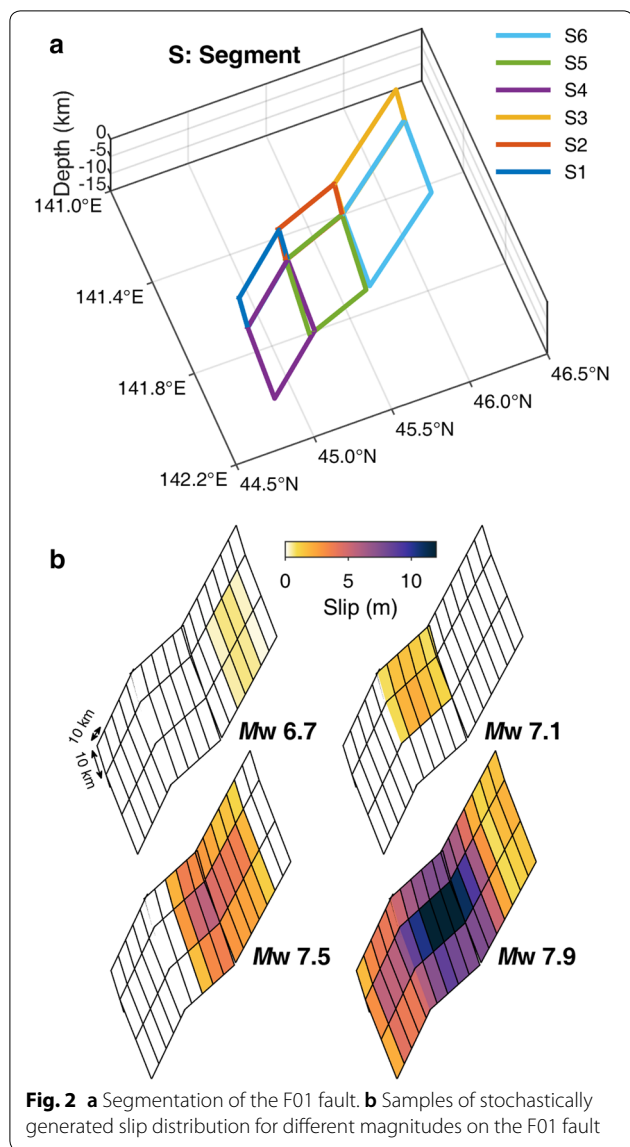 a
S: Segment
S6
S5
S4
S3
S2
S1
Depth (km)
0
-5
-10
-15
141.0°E
141.4°E
141.8°E
142.2°E
44.5°N
45.0°N
45.5°N
46.0°N
46.5°N
b
0 5 10
Slip (m)
10 km
10 km
Mw 6.7
Mw 7.1
Mw 7.5
Mw 7.9
Fig. 2 a Segmentation of the F01 fault. b Samples of stochastically
generated slip distribution for different magnitudes on the F01 fault